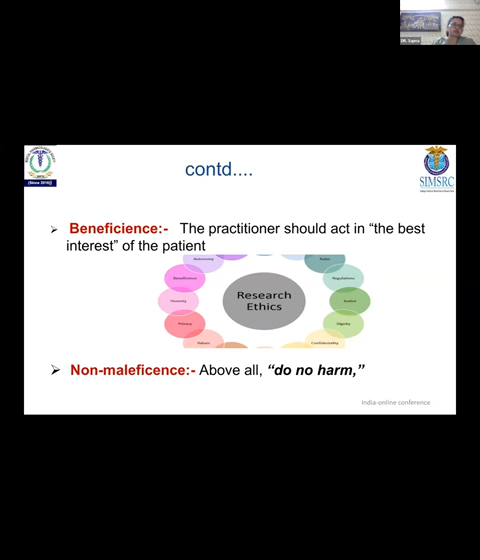 DR. Sapna
(Since 2016)
contd....
SIMSRC
➢ Beneficience:- The practitioner should act in “the best
interest” of the patient
Autonomy
Rules
Beneficence
Regulations
Research
Ethics
Honesty
Justice
Privacy
Dignity
Values
Confidentiality
➢ Non-maleficence:- Above all, “do no harm,”
India-online conference